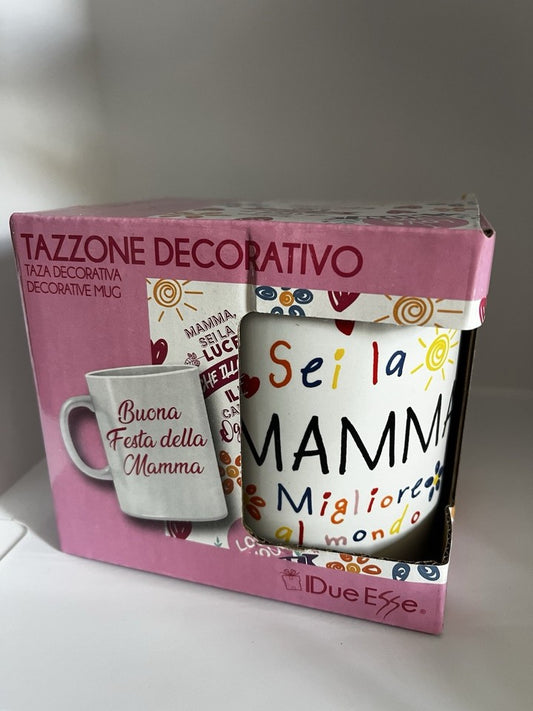 TAZZONE DECORATIVO
TAZA DECORATIVA
DECORATIVE MUG
MAMMA,
SEI LA
LUCE
CHE
IL
Buona
Festa della
Mamma
Sei la
MAMMA
Migliore
al mondo
IDue Esse®